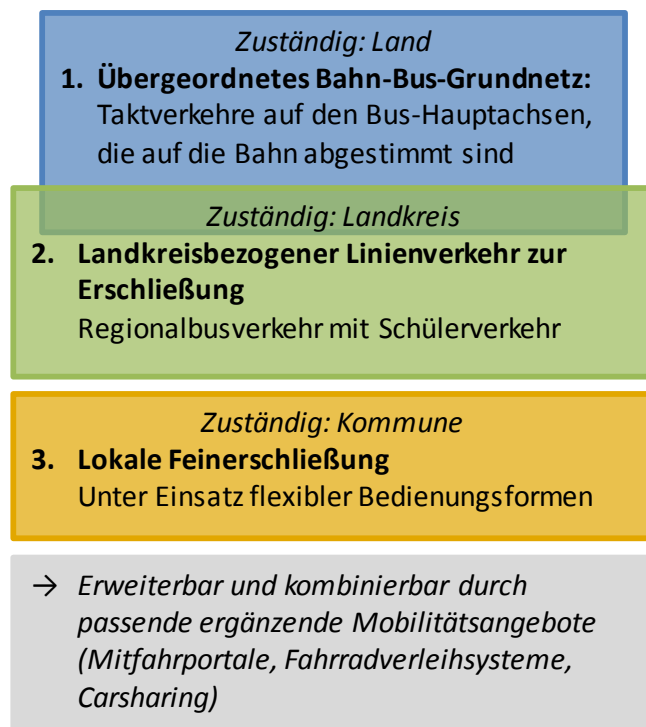 Zuständig: Land
1. Übergeordnetes Bahn-Bus-Grundnetz:
Taktverkehre auf den Bus-Hauptachsen,
die auf die Bahn abgestimmt sind
Zuständig: Landkreis
2. Landkreisbezogener Linienverkehr zur
Erschließung
Regionalbusverkehr mit Schülerverkehr
Zuständig: Kommune
3. Lokale Feinerschließung
Unter Einsatz flexibler Bedienungsformen
→ Erweiterbar und kombinierbar durch
passende ergänzende Mobilitätsangebote
(Mitfahrportale, Fahrradverleihsysteme,
Carsharing)